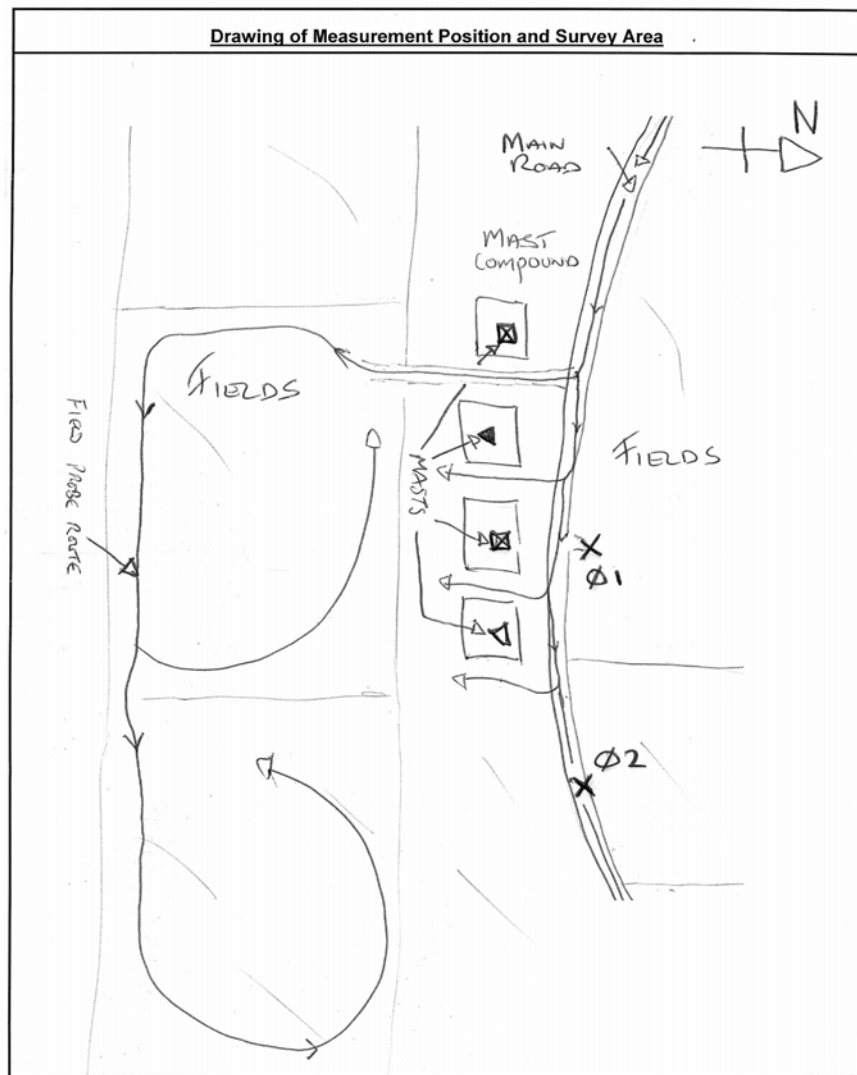 Drawing of Measurement Position and Survey Area
N
MAIN
ROAD
MAST
COMPOUND
FIELDS
FIELDS
FIELD PROBE ROUTE
MASTS
Ø1
Ø2